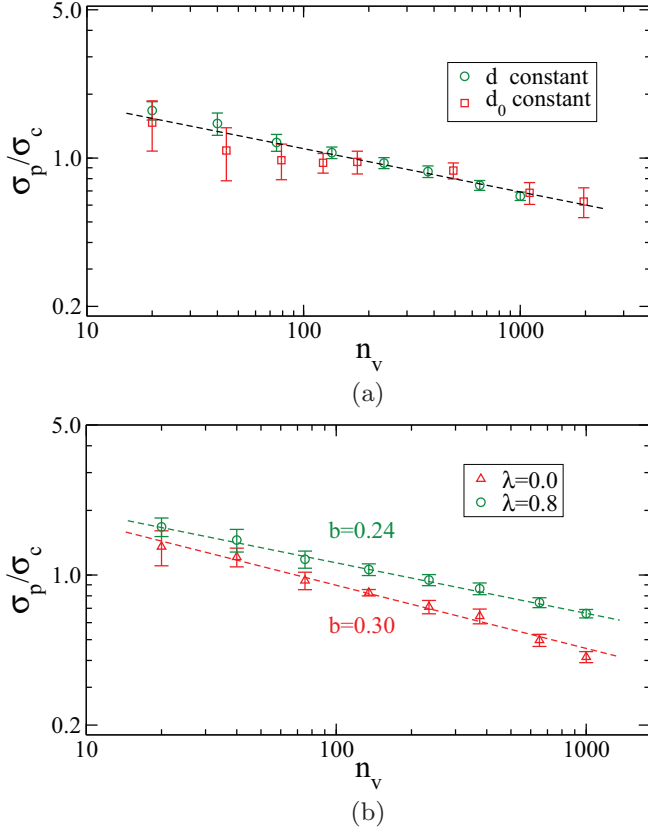 5.0
1.0
0.2
σp/σc
d constant
d0 constant
10
100
1000
nv
(a)
5.0
1.0
0.2
σp/σc
λ=0.0
λ=0.8
b=0.24
b=0.30
10
100
1000
nv
(b)